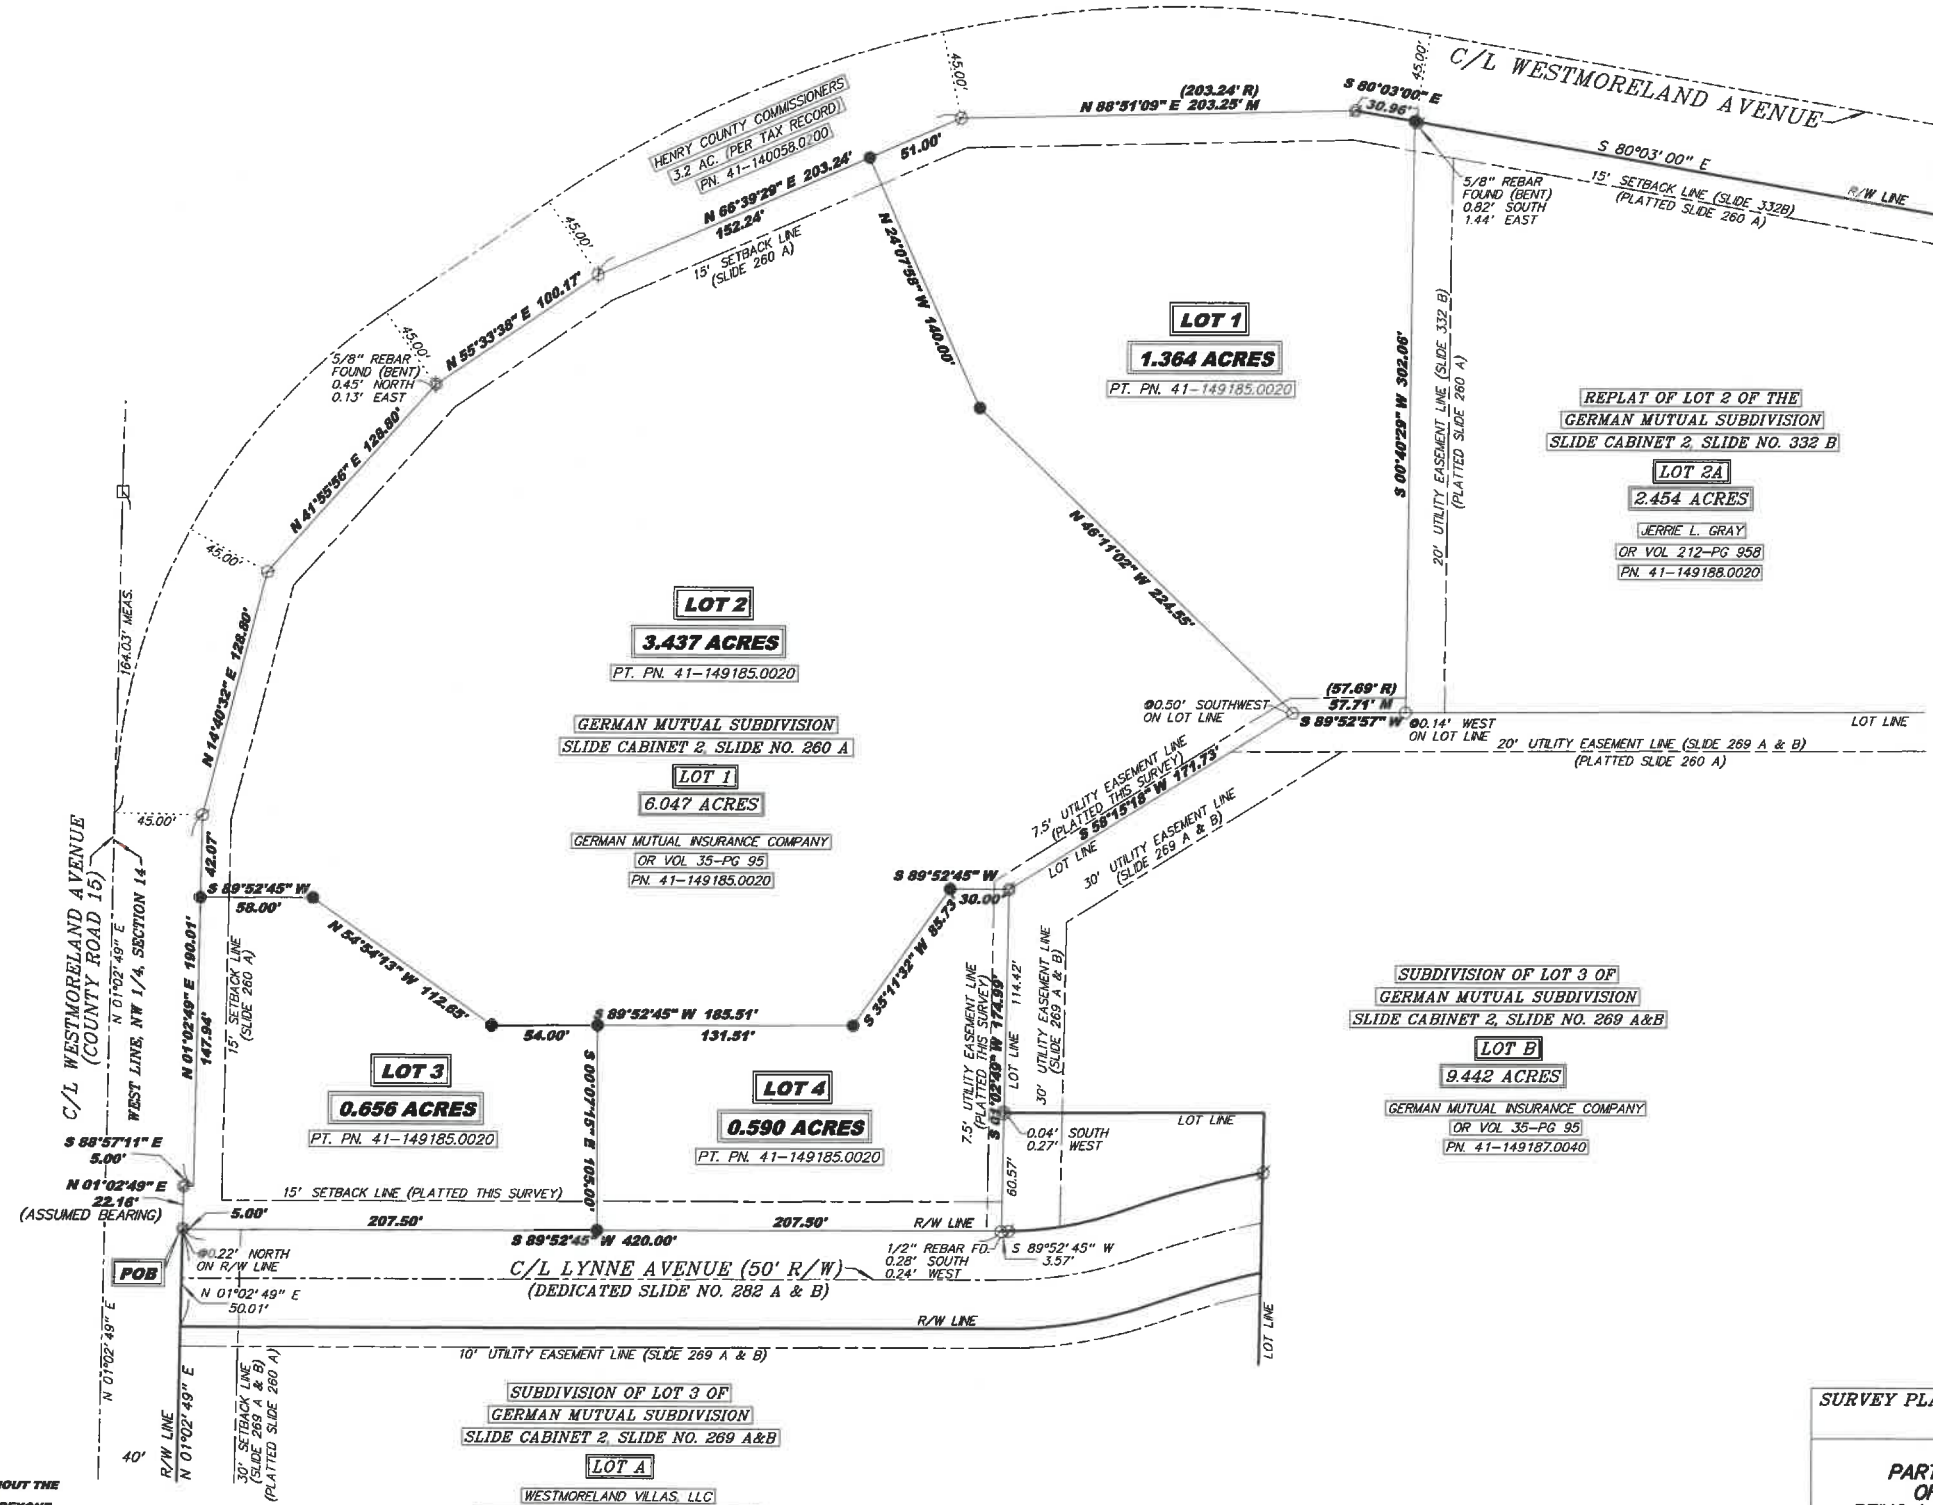 C/L WESTMORELAND AVENUE
45.00'
45.00'
(203.24' R)
N 88°51'09" E 203.25' M
S 80°03'00" E
30.96'
S 80°03'00" E
R/W LINE
15' SETBACK LINE (SLIDE 332B)
(PLATTED SLIDE 260 A)
5/8" REBAR
FOUND (BENT)
0.82' SOUTH
1.44' EAST
HENRY COUNTY COMMISSIONERS
3.2 AC. (PER TAX RECORD)
PN. 41-140058.0200
51.00'
N 66°39'29" E 203.24'
152.24'
15' SETBACK LINE
(SLIDE 260 A)
45.00'
N 24°07'58" W 140.00'
N 55°33'38" E 100.17'
45.00'
5/8" REBAR
FOUND (BENT)
0.45' NORTH
0.13' EAST
LOT 1
1.364 ACRES
PT. PN. 41-149185.0020
S 00°40'29" W 302.06'
20' UTILITY EASEMENT LINE (SLIDE 332 B)
(PLATTED SLIDE 260 A)
REPLAT OF LOT 2 OF THE
GERMAN MUTUAL SUBDIVISION
SLIDE CABINET 2, SLIDE NO. 332 B
LOT 2A
2.454 ACRES
JERRIE L. GRAY
OR VOL 212-PG 958
PN. 41-149188.0020
N 41°55'56" E 128.80'
45.00'
164.03' MEAS.
N 46°11'02" W 224.55'
LOT 2
3.437 ACRES
PT. PN. 41-149185.0020
GERMAN MUTUAL SUBDIVISION
SLIDE CABINET 2, SLIDE NO. 260 A
LOT 1
6.047 ACRES
GERMAN MUTUAL INSURANCE COMPANY
OR VOL 35-PG 95
PN. 41-149185.0020
N 14°40'32" E 128.80'
@0.50' SOUTHWEST
ON LOT LINE
(57.69' R)
57.71' M
S 89°52'57" W
@0.14' WEST
ON LOT LINE
LOT LINE
20' UTILITY EASEMENT LINE (SLIDE 269 A & B)
(PLATTED SLIDE 260 A)
7.5' UTILITY EASEMENT LINE
(PLATTED THIS SURVEY)
S 58°15'18" W 171.73'
LOT LINE
30' UTILITY EASEMENT LINE
(SLIDE 269 A & B)
45.00'
42.07'
C/L WESTMORELAND AVENUE
(COUNTY ROAD 15)
N 01°02'49" E
WEST LINE, NW 1/4, SECTION 14
S 89°52'45" W
58.00'
N 54°54'13" W 112.65'
N 01°02'49" E 190.01'
147.94'
15' SETBACK LINE
(SLIDE 260 A)
S 89°52'45" W
30.00'
S 35°11'32" W 85.73'
S 89°52'45" W 185.51'
54.00'
131.51'
7.5' UTILITY EASEMENT LINE
(PLATTED THIS SURVEY)
S 01°02'49" W 174.99'
LOT LINE 114.42'
30' UTILITY EASEMENT LINE
(SLIDE 269 A & B)
SUBDIVISION OF LOT 3 OF
GERMAN MUTUAL SUBDIVISION
SLIDE CABINET 2, SLIDE NO. 269 A&B
LOT B
9.442 ACRES
GERMAN MUTUAL INSURANCE COMPANY
OR VOL 35-PG 95
PN. 41-149187.0040
LOT 3
0.656 ACRES
PT. PN. 41-149185.0020
S 00°07'15" E 105.00'
LOT 4
0.590 ACRES
PT. PN. 41-149185.0020
LOT LINE
0.04' SOUTH
0.27' WEST
S 88°57'11" E
5.00'
N 01°02'49" E
22.16'
(ASSUMED BEARING)
15' SETBACK LINE (PLATTED THIS SURVEY)
60.57'
5.00'
207.50'
207.50'
R/W LINE
S 89°52'45" W 420.00'
@0.22' NORTH
ON R/W LINE
1/2" REBAR FD.
0.28' SOUTH
0.24' WEST
S 89°52'45" W
3.57'
POB
C/L LYNNE AVENUE (50' R/W)
(DEDICATED SLIDE NO. 282 A & B)
N 01°02'49" E
50.01'
R/W LINE
LOT LINE
10' UTILITY EASEMENT LINE (SLIDE 269 A & B)
N 01°02'49" E
40'
R/W LINE
N 01°02'49" E
30' SETBACK LINE
(SLIDE 269 A & B)
(PLATTED SLIDE 260 A)
SUBDIVISION OF LOT 3 OF
GERMAN MUTUAL SUBDIVISION
SLIDE CABINET 2, SLIDE NO. 269 A&B
LOT A
WESTMORELAND VILLAS, LLC
SURVEY PLA
PART
OUT THE